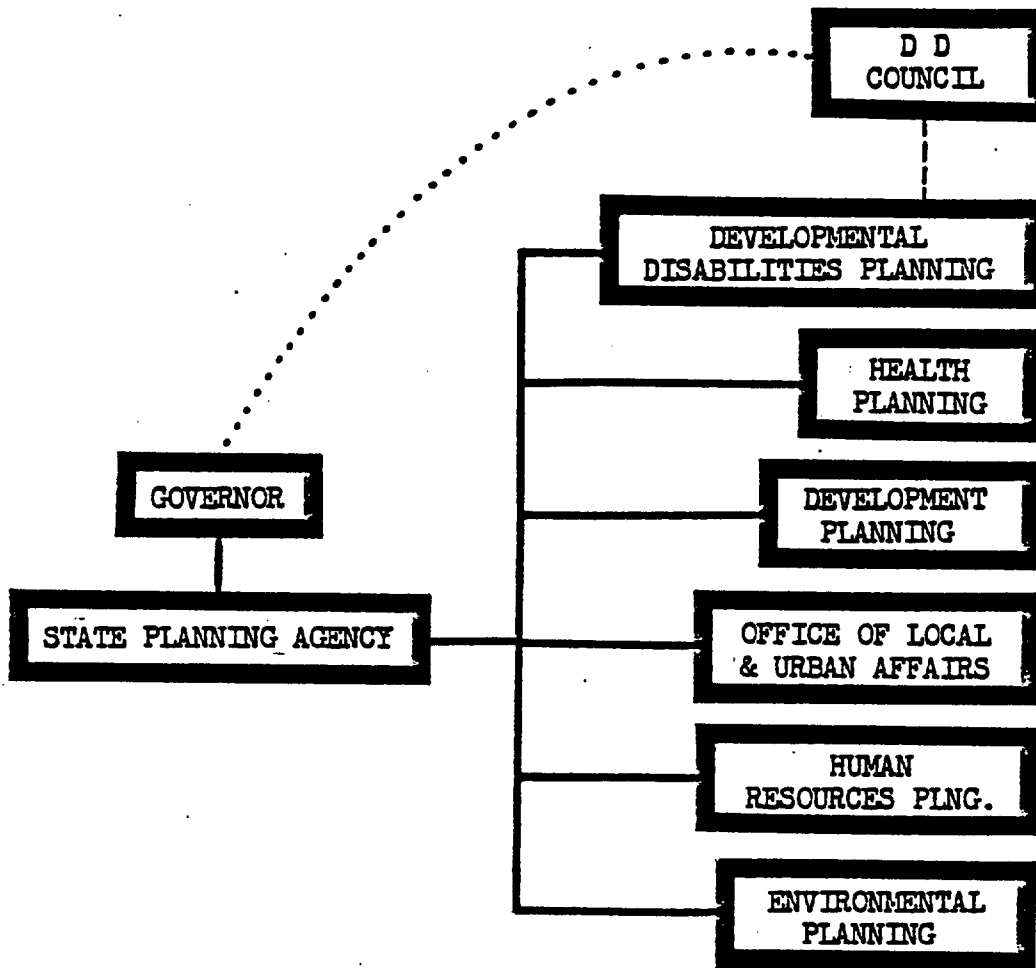 D D
COUNCIL
DEVELOPMENTAL
DISABILITIES PLANNING
HEALTH
PLANNING
DEVELOPMENT
PLANNING
GOVERNOR
STATE PLANNING AGENCY
OFFICE OF LOCAL
& URBAN AFFAIRS
HUMAN
RESOURCES PLNG.
ENVIRONMENTAL
PLANNING